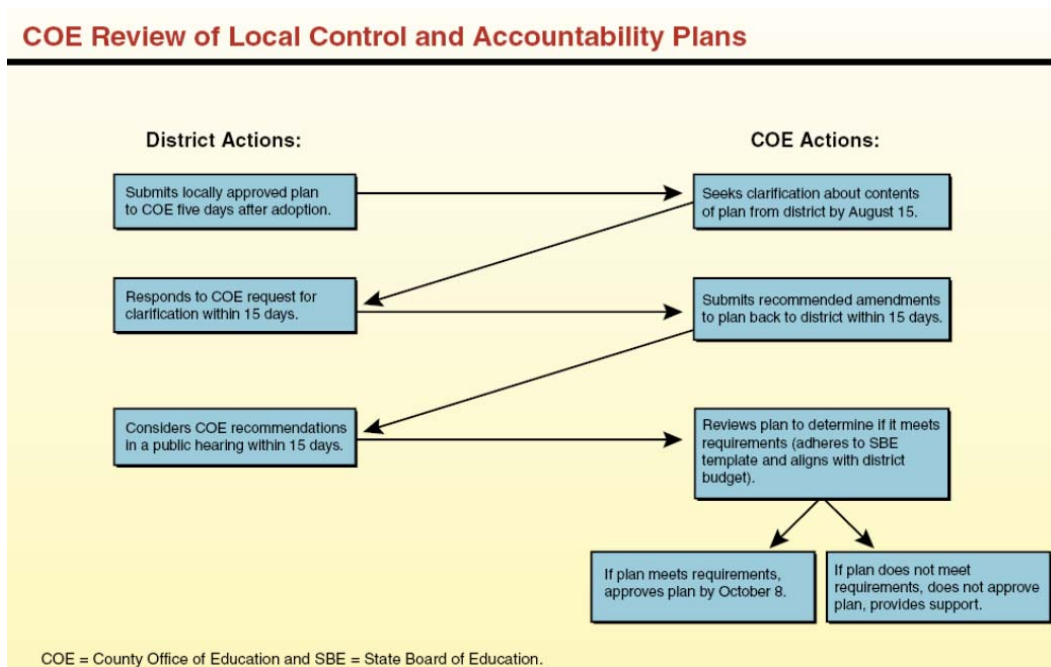 COE Review of Local Control and Accountability Plans
District Actions:
COE Actions:
Submits locally approved plan
to COE five days after adoption.
Seeks clarification about contents
of plan from district by August 15.
Responds to COE request for
clarification within 15 days.
Submits recommended amendments
to plan back to district within 15 days.
Considers COE recommendations
in a public hearing within 15 days.
Reviews plan to determine if it meets
requirements (adheres to SBE
template and aligns with district
budget).
If plan meets requirements,
approves plan by October 8.
If plan does not meet
requirements, does not approve
plan, provides support.
COE = County Office of Education and SBE = State Board of Education.